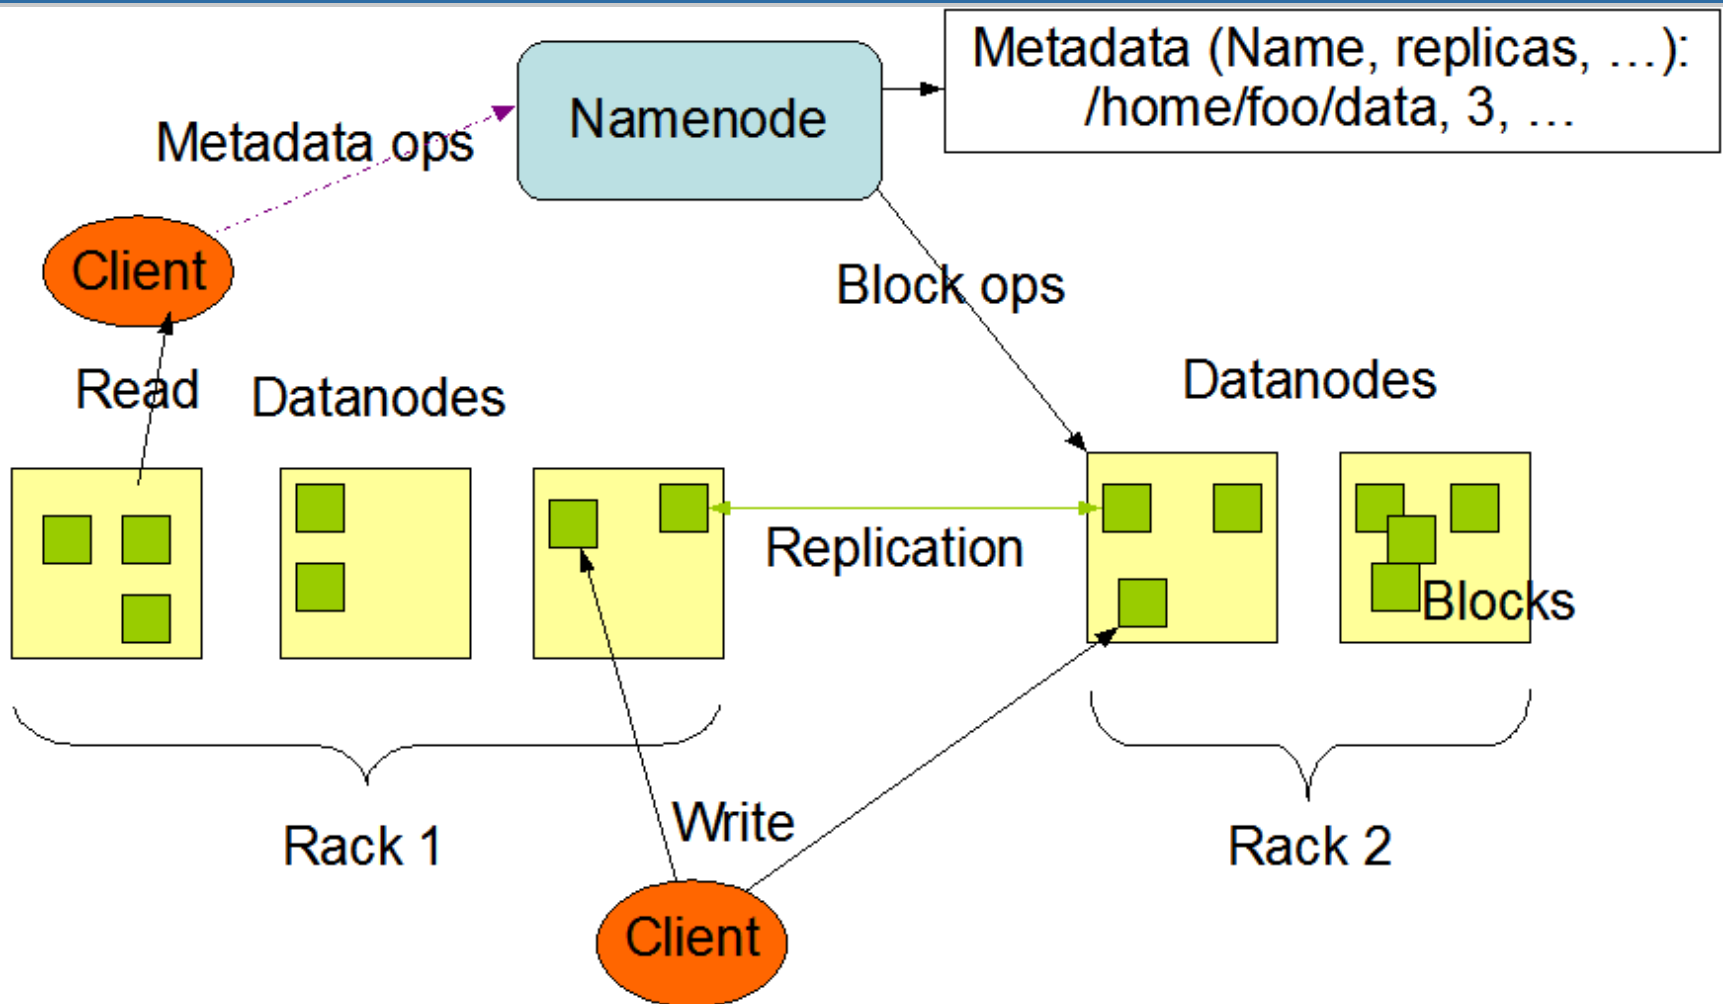 Metadata (Name, replicas, …):
/home/foo/data, 3, …
Namenode
Metadata ops
Client
Block ops
Read
Datanodes
Datanodes
Replication
Blocks
Rack 1
Write
Rack 2
Client